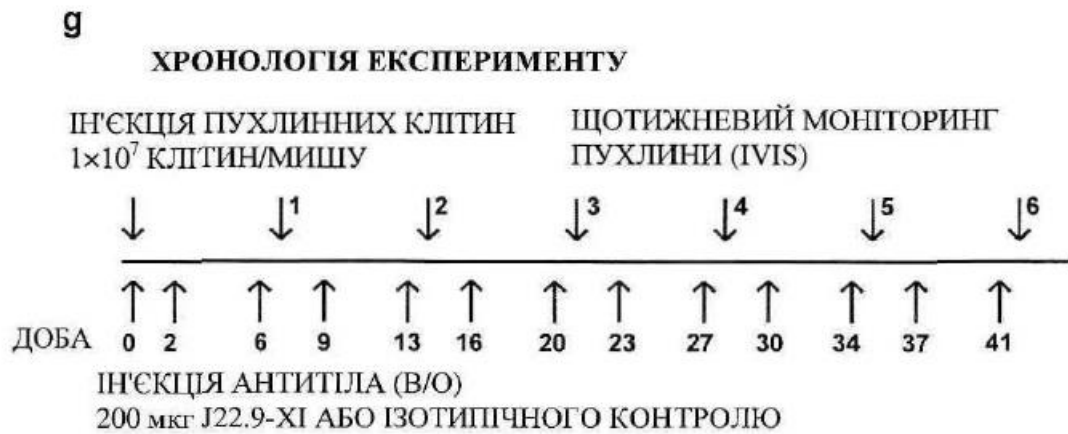 g
ХРОНОЛОГІЯ ЕКСПЕРИМЕНТУ
ІН'ЄКЦІЯ ПУХЛИННИХ КЛІТИН
1×10⁷ КЛІТИН/МИШУ
ЩОТИЖНЕВИЙ МОНІТОРИНГ
ПУХЛИНИ (IVIS)
1 2 3 4 5 6
ДОБА 0 2 6 9 13 16 20 23 27 30 34 37 41
ІН'ЄКЦІЯ АНТИТІЛА (В/О)
200 мкг J22.9-XI АБО ІЗОТИПІЧНОГО КОНТРОЛЮ